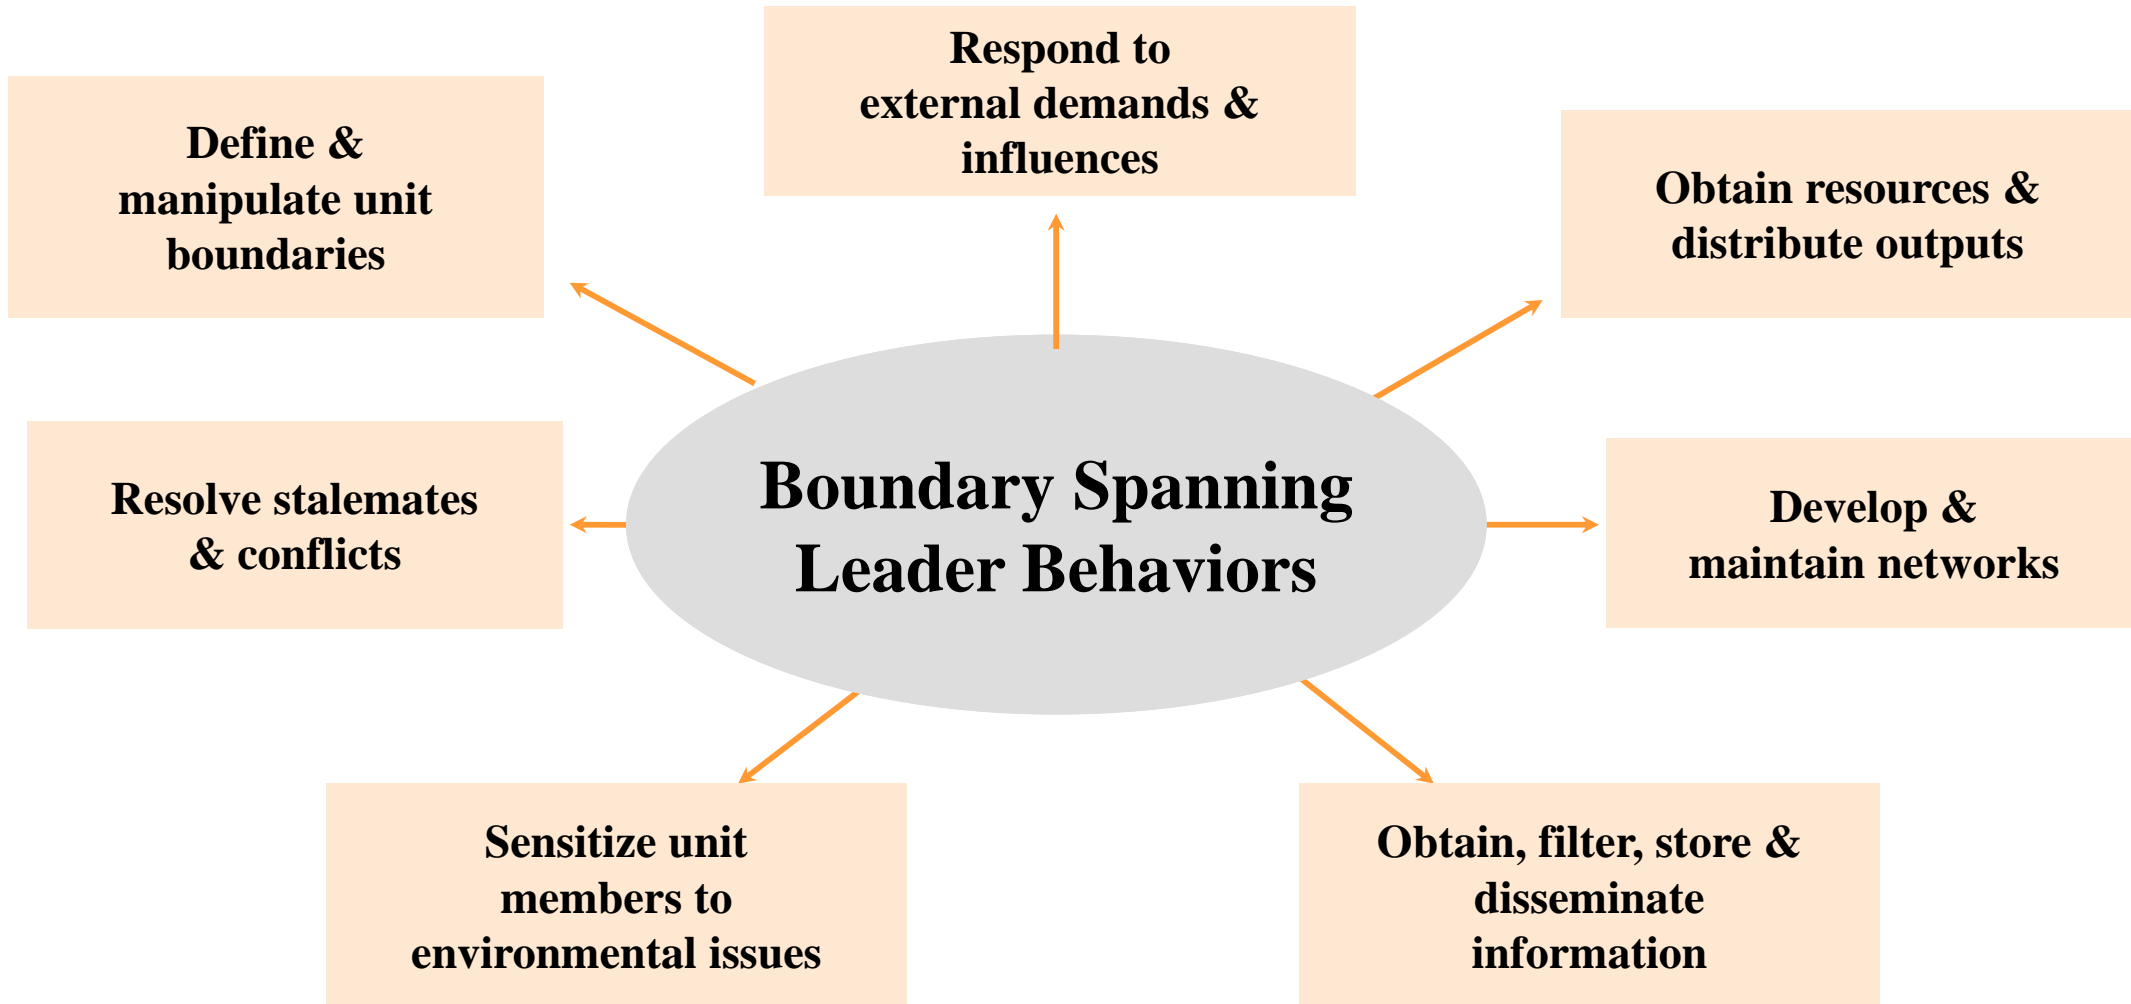 Respond to
external demands &
influences
Define &
manipulate unit
boundaries
Obtain resources &
distribute outputs
Resolve stalemates
& conflicts
Boundary Spanning
Leader Behaviors
Develop &
maintain networks
Sensitize unit
members to
environmental issues
Obtain, filter, store &
disseminate
information